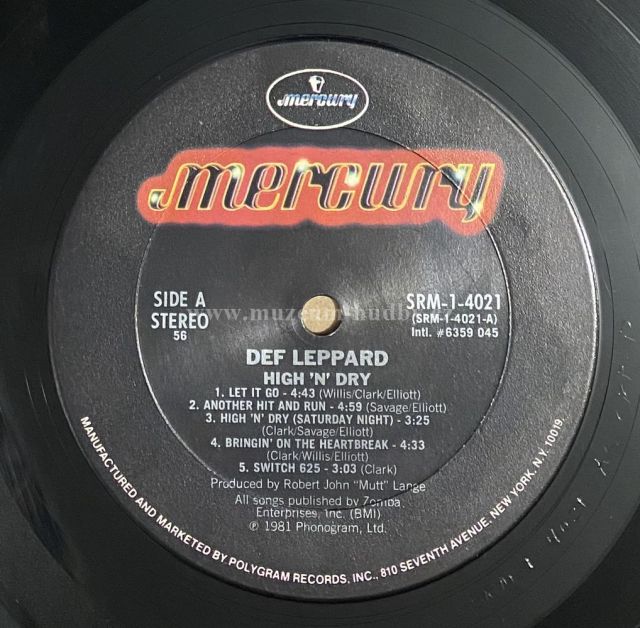 mercury
mercury
SIDE A
STEREO
56
SRM-1-4021
(SRM-1-4021-A)
Intl. #6359 045
www.muzeum-hudb
DEF LEPPARD
HIGH 'N' DRY
1. LET IT GO - 4:43 (Willis/Clark/Elliott)
2. ANOTHER HIT AND RUN - 4:59 (Savage/Elliott)
3. HIGH 'N' DRY (SATURDAY NIGHT) - 3:25
(Clark/Savage/Elliott)
4. BRINGIN' ON THE HEARTBREAK - 4:33
(Clark/Willis/Elliott)
5. SWITCH 625 - 3:03 (Clark)
Produced by Robert John "Mutt" Lange
All songs published by Zomba
Enterprises, Inc. (BMI)
℗ 1981 Phonogram, Ltd.
MANUFACTURED AND MARKETED BY POLYGRAM RECORDS, INC., 810 SEVENTH AVENUE, NEW YORK, N.Y. 10019.